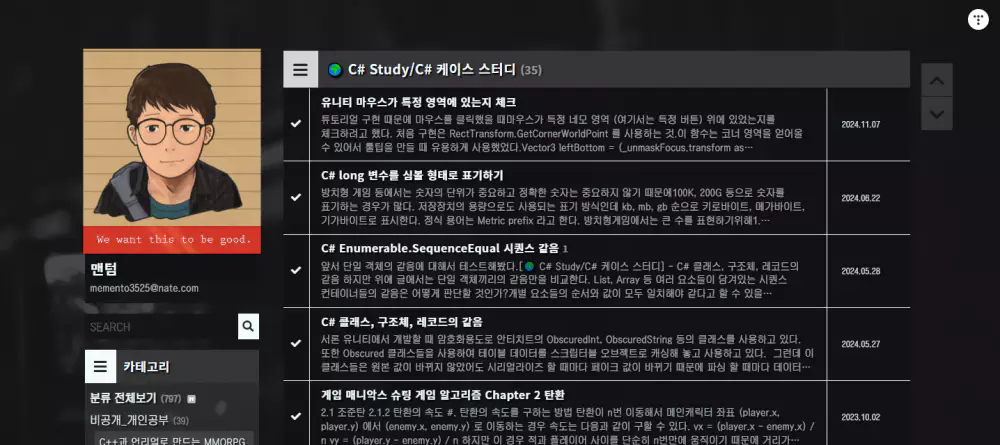 We want this to be good.
맨텀
memento3525@nate.com
SEARCH
카테고리
분류 전체보기 (797) N
비공개_개인공부 (39)
C++과 언리얼로 만드는 MMORPG
C# Study/C# 케이스 스터디 (35)
유니티 마우스가 특정 영역에 있는지 체크
튜토리얼 구현 때문에 마우스를 클릭했을 때마우스가 특정 네모 영역 (여기서는 특정 버튼) 위에 있었는지를
체크하려고 했다. 처음 구현은 RectTransform.GetCornerWorldPoint 를 사용하는 것.이 함수는 코너 영역을 얻어올
수 있어서 툴팁을 만들 때 유용하게 사용했었다.Vector3 leftBottom = (_unmaskFocus.transform as…
2024.11.07
C# long 변수를 심볼 형태로 표기하기
방치형 게임 등에서는 숫자의 단위가 중요하고 정확한 숫자는 중요하지 않기 때문에100K, 200G 등으로 숫자를
표기하는 경우가 많다. 저장장치의 용량으로도 사용되는 표기 방식인데 kb, mb, gb 순으로 키로바이트, 메가바이트,
기가바이트로 표시한다. 정식 용어는 Metric prefix 라고 한다. 방치형게임에서는 큰 수를 표현하기위해1.…
2024.06.22
C# Enumerable.SequenceEqual 시퀀스 같음 1
앞서 단일 객체의 같음에 대해서 테스트해봤다.[ C# Study/C# 케이스 스터디] - C# 클래스, 구조체, 레코드의
같음 하지만 위에 글에서는 단일 객체끼리의 같음만을 비교한다. List, Array 등 여러 요소들이 담겨있는 시퀀스
컨테이너들의 같음은 어떻게 판단할 것인가?개별 요소들의 순서와 값이 모두 일치해야 같다고 할 수 있을…
2024.05.28
C# 클래스, 구조체, 레코드의 같음
서론 유니티에서 개발할 때 암호화용도로 안티치트의 ObscuredInt, ObscuredString 등의 클래스를 사용하고 있다.
또한 Obscured 클래스들을 사용하여 테이블 데이터를 스크립터블 오브젝트로 캐싱해 놓고 사용하고 있다. 그런데 이
클래스들은 원본 값이 바뀌지 않았어도 시리얼라이즈 할 때마다 페이크 값이 바뀌기 때문에 파싱 할 때마다 데이터…
2024.05.27
게임 매니악스 슈팅 게임 알고리즘 Chapter 2 탄환
2.1 조준탄 2.1.2 탄환의 속도 #. 탄환의 속도를 구하는 방법 탄환이 n번 이동해서 메인캐릭터 좌표 (player.x,
player.y) 에서 (enemy.x, enemy.y) 로 이동하는 경우 속도는 다음과 같이 구할 수 있다. vx = (player.x - enemy.x) /
n vy = (player.y - enemy.y) / n 하지만 이 경우 적과 플레이어 사이를 단순히 n번만에 움직이기 때문에 거리가…
2023.10.02